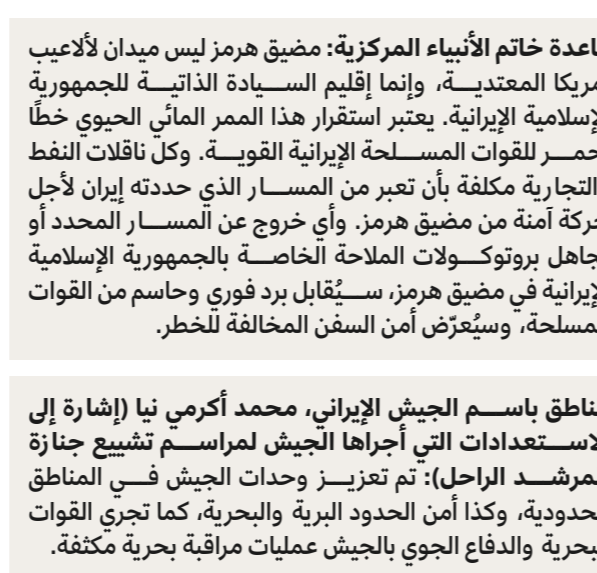 اعدة خاتم الأنبياء المركزية: مضيق هرمز ليس ميدان لألاعيب
مريكا المعتدية، وإنما إقليم السيادة الذاتية للجمهورية
لإسلامية الإيرانية. يعتبر استقرار هذا الممر المائي الحيوي خطًا
حمر للقوات المسلحة الإيرانية القوية. وكل ناقلات النفط
التجارية مكلفة بأن تعبر من المسار الذي حددته إيران لأجل
حركة آمنة من مضيق هرمز. وأي خروج عن المسار المحدد أو
جاهل بروتوكولات الملاحة الخاصة بالجمهورية الإسلامية
لإيرانية في مضيق هرمز، سيُقابل برد فوري وحاسم من القوات
لمسلحة، وسيُعرّض أمن السفن المخالفة للخطر.
ناطق باسم الجيش الإيراني، محمد أكرمي نيا (إشارة إلى
لاستعدادات التي أجراها الجيش لمراسم تشييع جنازة
لمرشد الراحل): تم تعزيز وحدات الجيش في المناطق
لحدودية، وكذا أمن الحدود البرية والبحرية، كما تجري القوات
لبحرية والدفاع الجوي بالجيش عمليات مراقبة بحرية مكثفة.